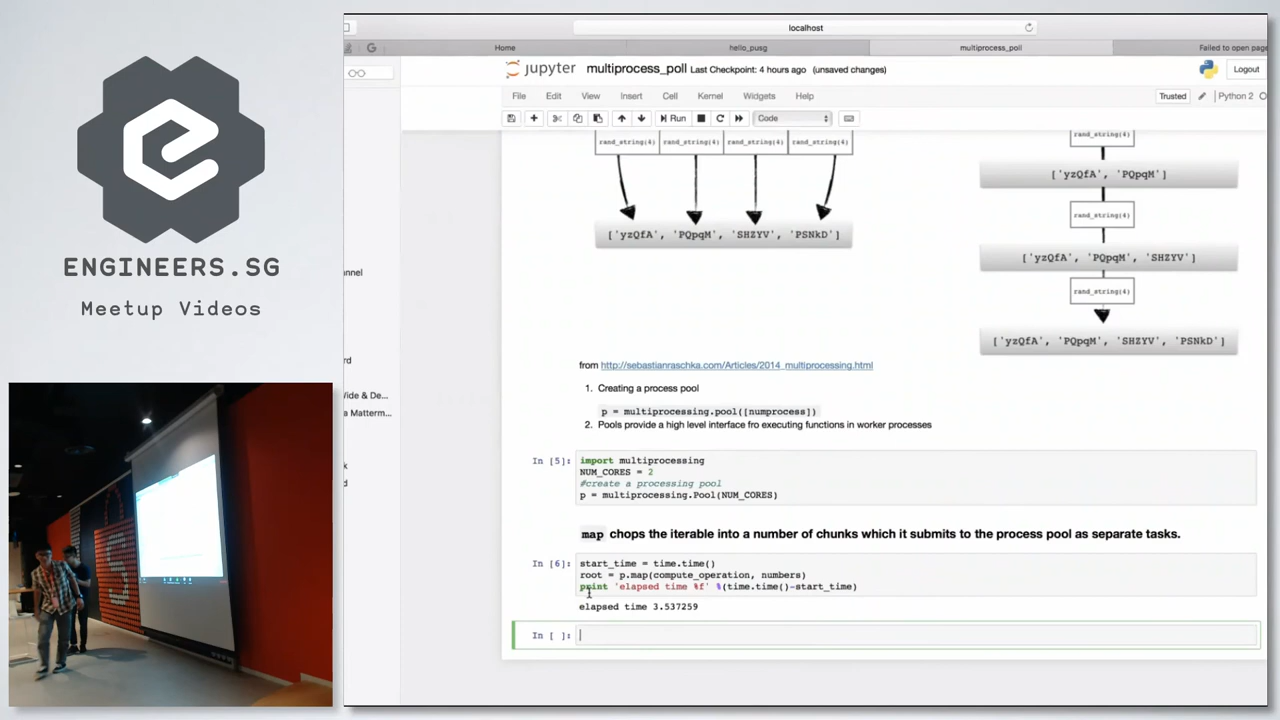 ENGINEERS.SG
Meetup Videos
localhost
Home
hello_pusg
multiprocess_poll
Failed to open page
jupyter multiprocess_poll Last Checkpoint: 4 hours ago (unsaved changes)
Logout
File Edit View Insert Cell Kernel Widgets Help
Trusted
Python 2
Run
Code
rand_string(4) rand_string(4) rand_string(4) rand_string(4)
['yzQfA', 'PQpqM', 'SHZYV', 'PSNkD']
rand_string(4)
['yzQfA', 'PQpqM']
rand_string(4)
['yzQfA', 'PQpqM', 'SHZYV']
rand_string(4)
['yzQfA', 'PQpqM', 'SHZYV', 'PSNkD']
nnel
rd
Wide & De...
a Matterm...
k
rd
from http://sebastianraschka.com/Articles/2014_multiprocessing.html
1. Creating a process pool
p = multiprocessing.pool([numprocess])
2. Pools provide a high level interface fro executing functions in worker processes
In [5]: import multiprocessing
NUM_CORES = 2
#create a processing pool
p = multiprocessing.Pool(NUM_CORES)
map chops the iterable into a number of chunks which it submits to the process pool as separate tasks.
In [6]: start_time = time.time()
root = p.map(compute_operation, numbers)
print 'elapsed time %f' %(time.time()-start_time)
elapsed time 3.537259
In [ ]: